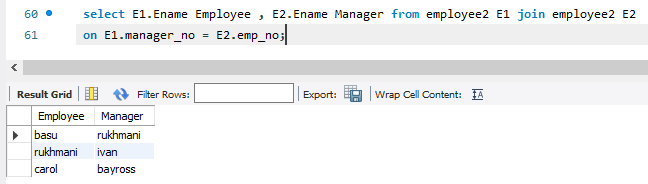 60 select E1.Ename Employee , E2.Ename Manager from employee2 E1 join employee2 E2
61 on E1.manager_no = E2.emp_no;
Result Grid Filter Rows: Export: Wrap Cell Content:
Employee Manager
basu rukhmani
rukhmani ivan
carol bayross